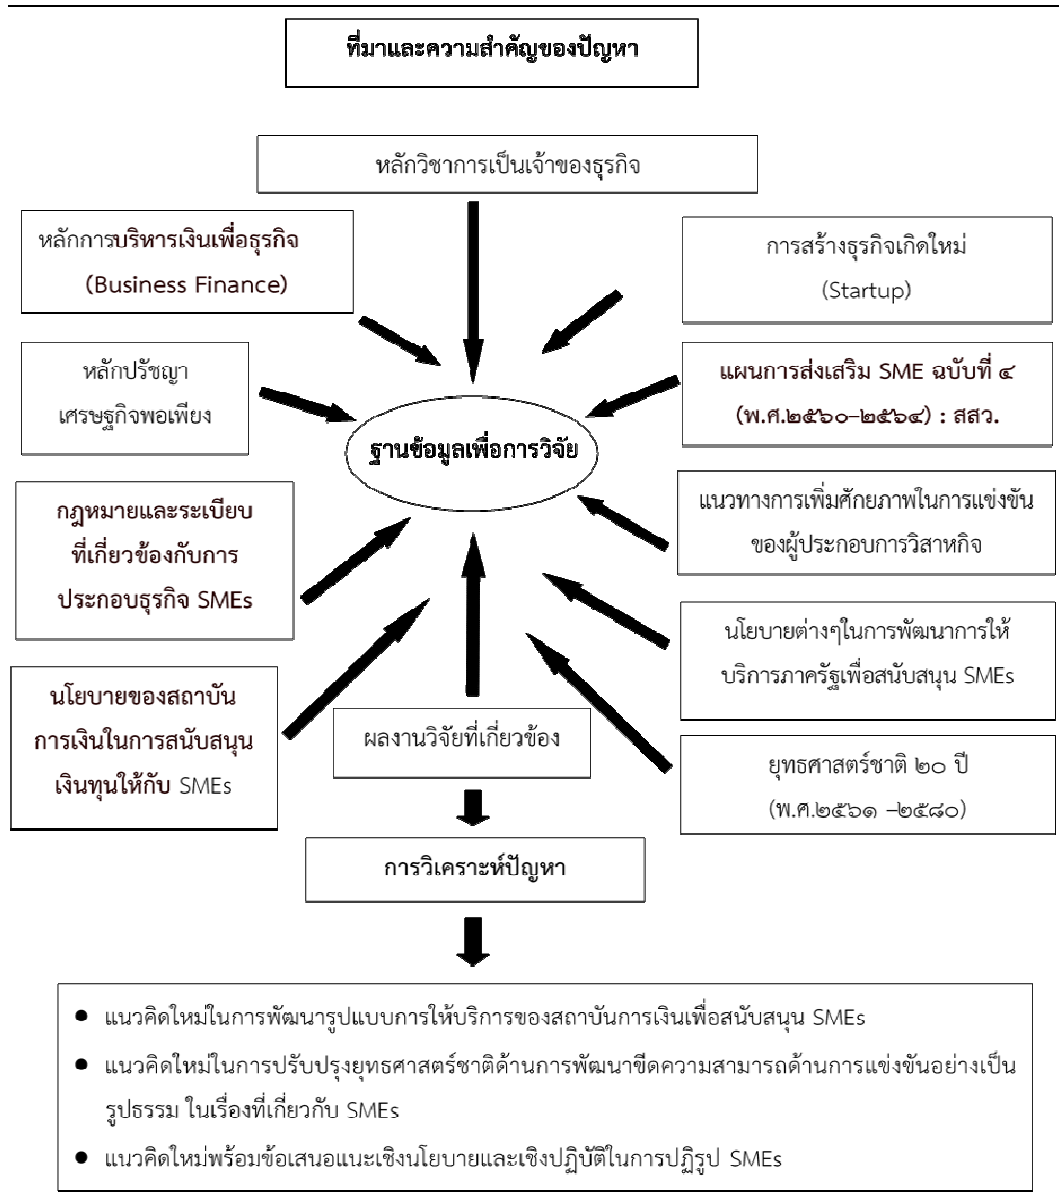 ที่มาและความสำคัญของปัญหา
หลักวิชาการเป็นเจ้าของธุรกิจ
หลักการบริหารเงินเพื่อธุรกิจ
(Business Finance)
การสร้างธุรกิจเกิดใหม่
(Startup)
หลักปรัชญา
เศรษฐกิจพอเพียง
แผนการส่งเสริม SME ฉบับที่ ๔
(พ.ศ.๒๕๖๐–๒๕๖๔) : สสว.
ฐานข้อมูลเพื่อการวิจัย
กฎหมายและระเบียบ
ที่เกี่ยวข้องกับการ
ประกอบธุรกิจ SMEs
แนวทางการเพิ่มศักยภาพในการแข่งขัน
ของผู้ประกอบการวิสาหกิจ
นโยบายต่างๆในการพัฒนาการให้
บริการภาครัฐเพื่อสนับสนุน SMEs
นโยบายของสถาบัน
การเงินในการสนับสนุน
เงินทุนให้กับ SMEs
ผลงานวิจัยที่เกี่ยวข้อง
ยุทธศาสตร์ชาติ ๒๐ ปี
(พ.ศ.๒๕๖๑ –๒๕๘๐)
การวิเคราะห์ปัญหา
● แนวคิดใหม่ในการพัฒนารูปแบบการให้บริการของสถาบันการเงินเพื่อสนับสนุน SMEs
● แนวคิดใหม่ในการปรับปรุงยุทธศาสตร์ชาติด้านการพัฒนาขีดความสามารถด้านการแข่งขันอย่างเป็น
รูปธรรม ในเรื่องที่เกี่ยวกับ SMEs
● แนวคิดใหม่พร้อมข้อเสนอแนะเชิงนโยบายและเชิงปฏิบัติในการปฏิรูป SMEs